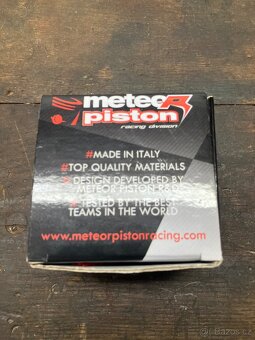 meteoR
piston
racing division
#MADE IN ITALY
#TOP QUALITY MATERIALS
# DESIGN DEVELOPED BY
METEOR PISTON R&D
# TESTED BY THE BEST
TEAMS IN THE WORLD
www.meteorpistonracing.com